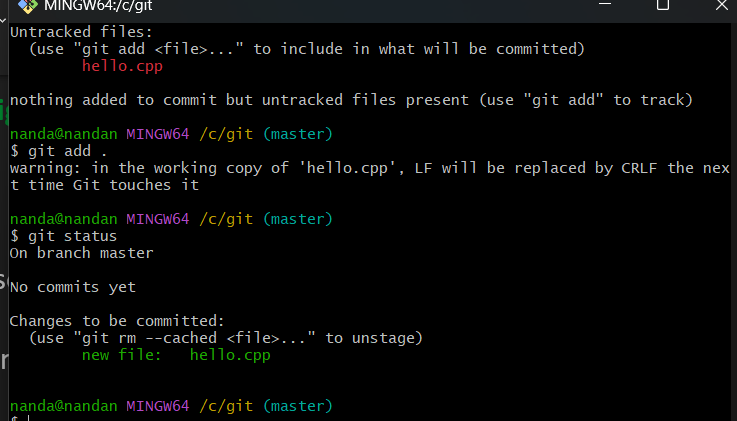 MINGW64:/c/git
Untracked files:
  (use "git add <file>..." to include in what will be committed)
        hello.cpp

nothing added to commit but untracked files present (use "git add" to track)

nanda@nandan MINGW64 /c/git (master)
$ git add .
warning: in the working copy of 'hello.cpp', LF will be replaced by CRLF the nex
t time Git touches it

nanda@nandan MINGW64 /c/git (master)
$ git status
On branch master

No commits yet

Changes to be committed:
  (use "git rm --cached <file>..." to unstage)
        new file:   hello.cpp


nanda@nandan MINGW64 /c/git (master)
$